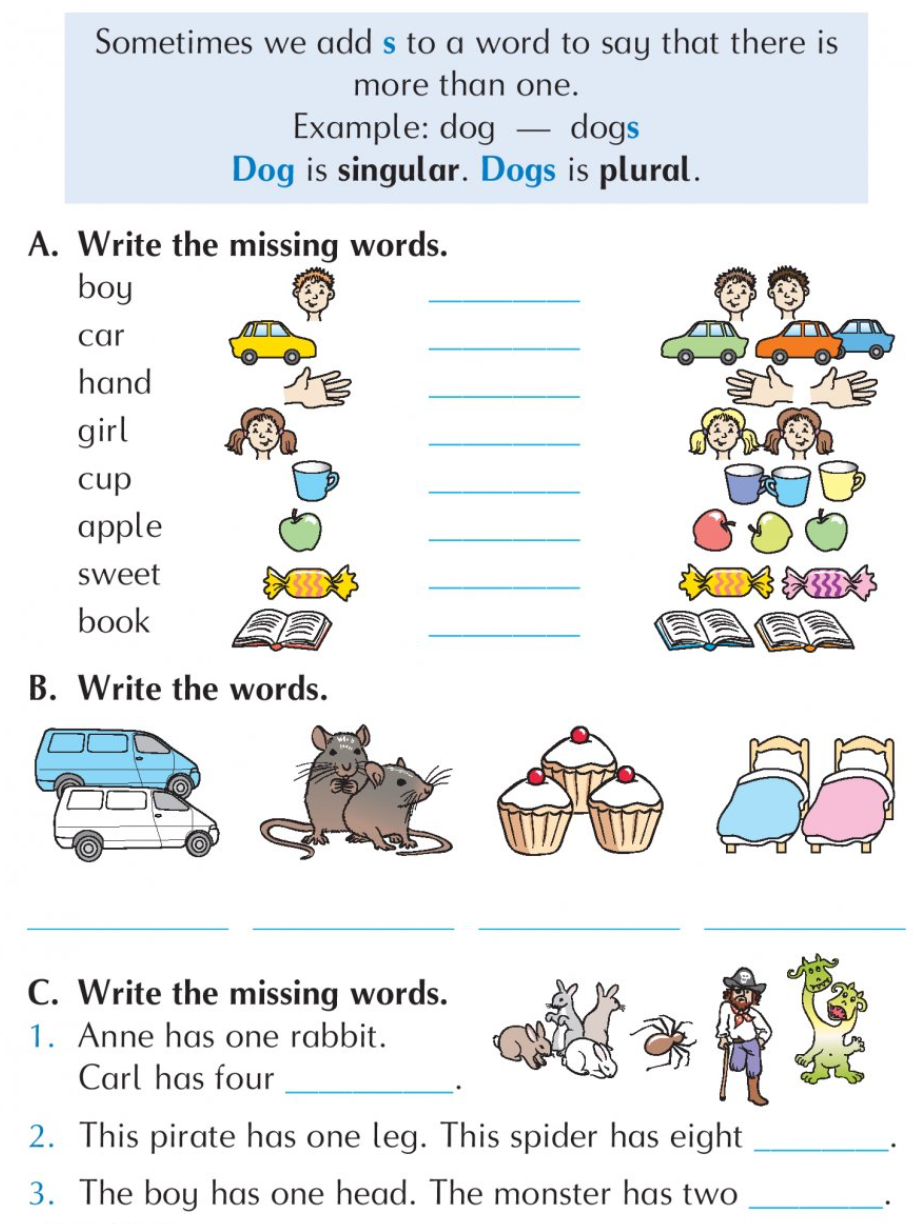 Sometimes we add s to a word to say that there is
more than one.
Example: dog — dogs
Dog is singular. Dogs is plural.
A. Write the missing words.
boy
car
hand
girl
cup
apple
sweet
book
B. Write the words.
C. Write the missing words.
1. Anne has one rabbit.
Carl has four __________.
2. This pirate has one leg. This spider has eight ________.
3. The boy has one head. The monster has two ________.